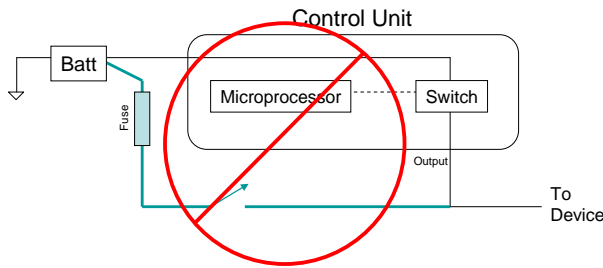 Control Unit
Batt
Microprocessor
Switch
Fuse
Output
To
Device